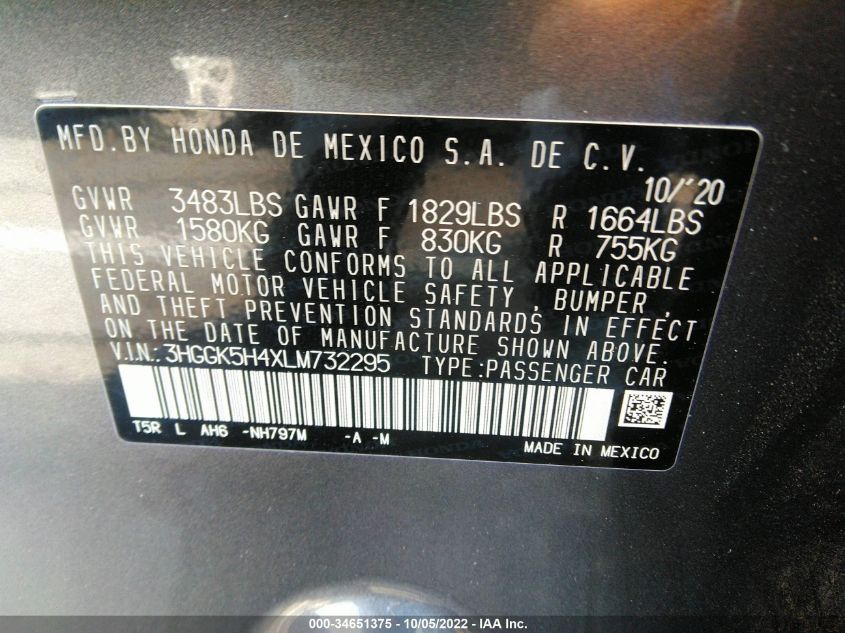 MFD.BY HONDA DE MEXICO S.A. DE C.V.
10/'20
GVWR 3483LBS GAWR F 1829LBS R 1664LBS
GVWR 1580KG GAWR F 830KG R 755KG
THIS VEHICLE CONFORMS TO ALL APPLICABLE
FEDERAL MOTOR VEHICLE SAFETY, BUMPER,
AND THEFT PREVENTION STANDARDS IN EFFECT
ON THE DATE OF MANUFACTURE SHOWN ABOVE.
V.I.N.: 3HGGK5H4XLM732295 TYPE:PASSENGER CAR
T5R L AH6 -NH797M -A -M
MADE IN MEXICO
000-34651375 - 10/05/2022 - IAA Inc.